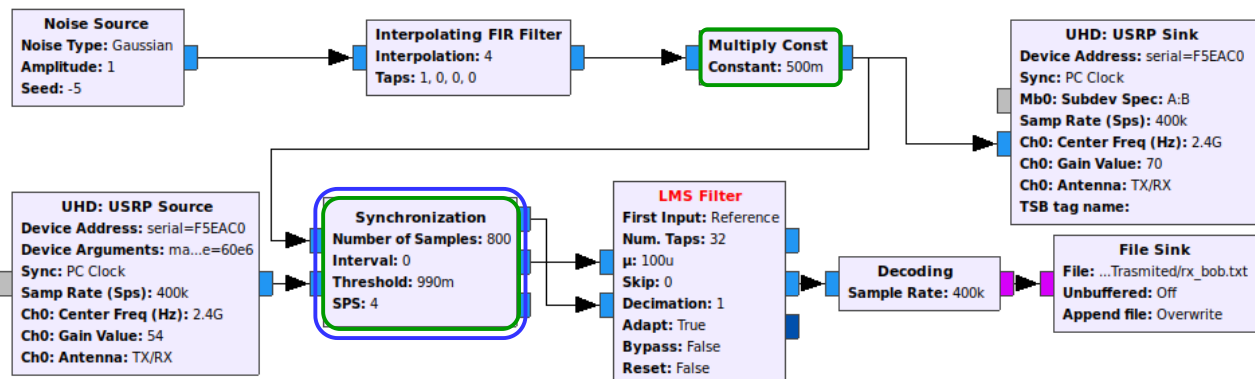 Noise Source
Noise Type: Gaussian
Amplitude: 1
Seed: -5
Interpolating FIR Filter
Interpolation: 4
Taps: 1, 0, 0, 0
Multiply Const
Constant: 500m
UHD: USRP Sink
Device Address: serial=F5EAC0
Sync: PC Clock
Mb0: Subdev Spec: A:B
Samp Rate (Sps): 400k
Ch0: Center Freq (Hz): 2.4G
Ch0: Gain Value: 70
Ch0: Antenna: TX/RX
TSB tag name:
UHD: USRP Source
Device Address: serial=F5EAC0
Device Arguments: ma...e=60e6
Sync: PC Clock
Samp Rate (Sps): 400k
Ch0: Center Freq (Hz): 2.4G
Ch0: Gain Value: 54
Ch0: Antenna: TX/RX
Synchronization
Number of Samples: 800
Interval: 0
Threshold: 990m
SPS: 4
LMS Filter
First Input: Reference
Num. Taps: 32
μ: 100u
Skip: 0
Decimation: 1
Adapt: True
Bypass: False
Reset: False
Decoding
Sample Rate: 400k
File Sink
File: ...Trasmited/rx_bob.txt
Unbuffered: Off
Append file: Overwrite